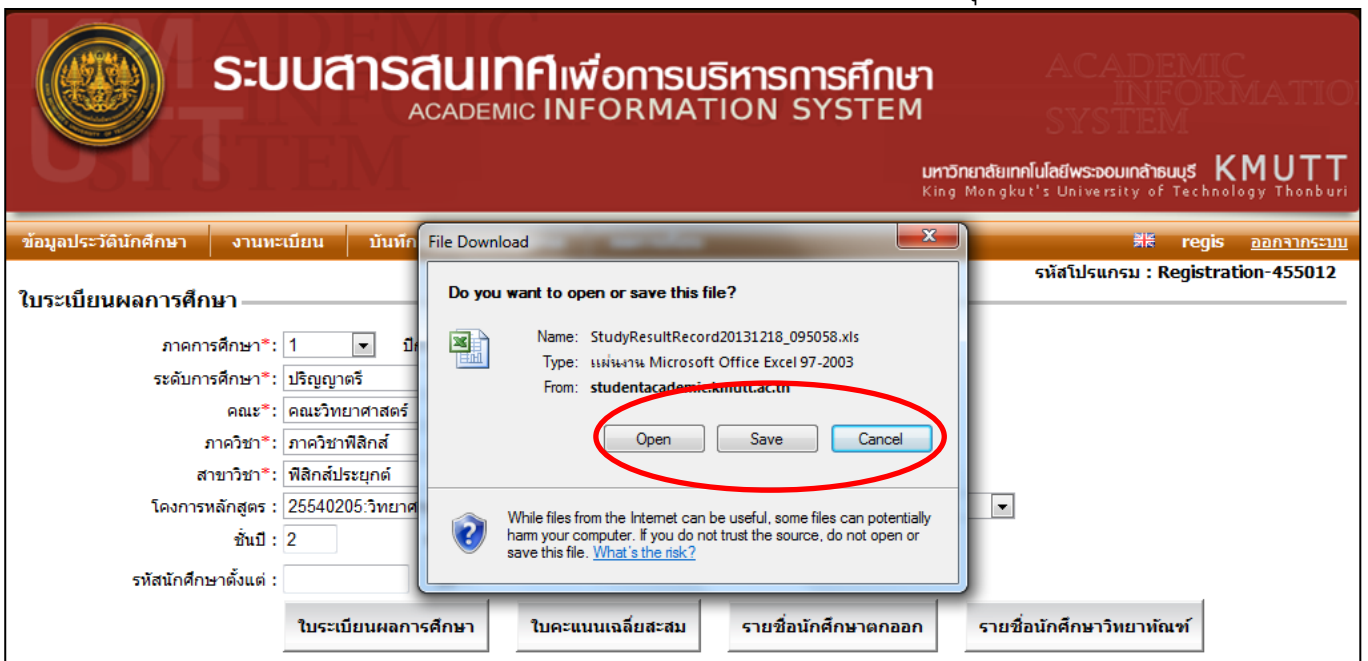 ระบบสารสนเทศเพื่อการบริหารการศึกษา
ACADEMIC INFORMATION SYSTEM
ACADEMIC
INFORMATIO
SYSTEM
มหาวิทยาลัยเทคโนโลยีพระจอมเกล้าธนบุรี KMUTT
King Mongkut's University of Technology Thonburi
ข้อมูลประวัตินักศึกษา งานทะเบียน บันทึก regis ออกจากระบบ
รหัสโปรแกรม : Registration-455012
ใบระเบียนผลการศึกษา
ภาคการศึกษา*: 1
ระดับการศึกษา*: ปริญญาตรี
คณะ*: คณะวิทยาศาสตร์
ภาควิชา*: ภาควิชาฟิสิกส์
สาขาวิชา*: ฟิสิกส์ประยุกต์
โครงการหลักสูตร : 25540205:วิทยาศ
ชั้นปี : 2
รหัสนักศึกษาตั้งแต่ :
File Download
Do you want to open or save this file?
Name: StudyResultRecord20131218_095058.xls
Type: แผ่นงาน Microsoft Office Excel 97-2003
From: studentacademic.kmutt.ac.th
Open Save Cancel
While files from the Internet can be useful, some files can potentially
harm your computer. If you do not trust the source, do not open or
save this file. What's the risk?
ใบระเบียนผลการศึกษา ใบคะแนนเฉลี่ยสะสม รายชื่อนักศึกษาตกออก รายชื่อนักศึกษาวิทยาทัณฑ์